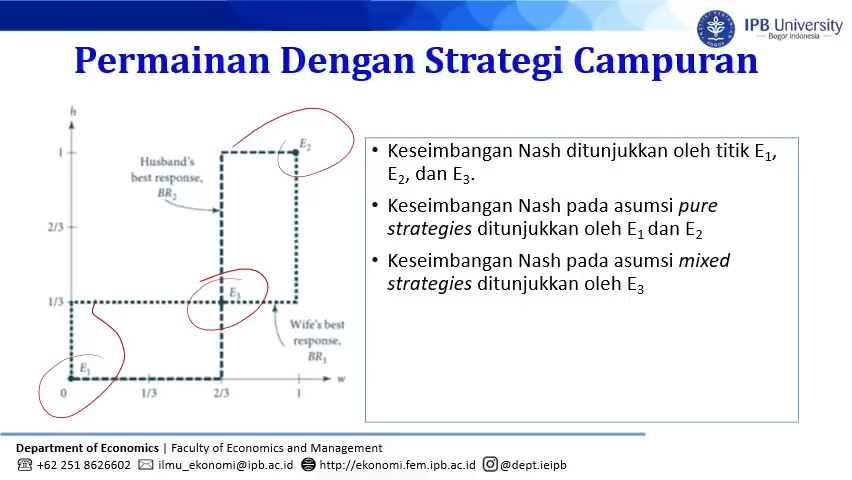 IPB University
Bogor Indonesia
Permainan Dengan Strategi Campuran
h
1
2/3
1/3
0
1/3
2/3
1
w
Husband's
best response,
BR₂
E₂
E₃
E₁
Wife's best
response,
BR₁
• Keseimbangan Nash ditunjukkan oleh titik E₁,
E₂, dan E₃.
• Keseimbangan Nash pada asumsi pure
strategies ditunjukkan oleh E₁ dan E₂
• Keseimbangan Nash pada asumsi mixed
strategies ditunjukkan oleh E₃
Department of Economics | Faculty of Economics and Management
+62 251 8626602 ilmu_ekonomi@ipb.ac.id http://ekonomi.fem.ipb.ac.id @dept.ieipb